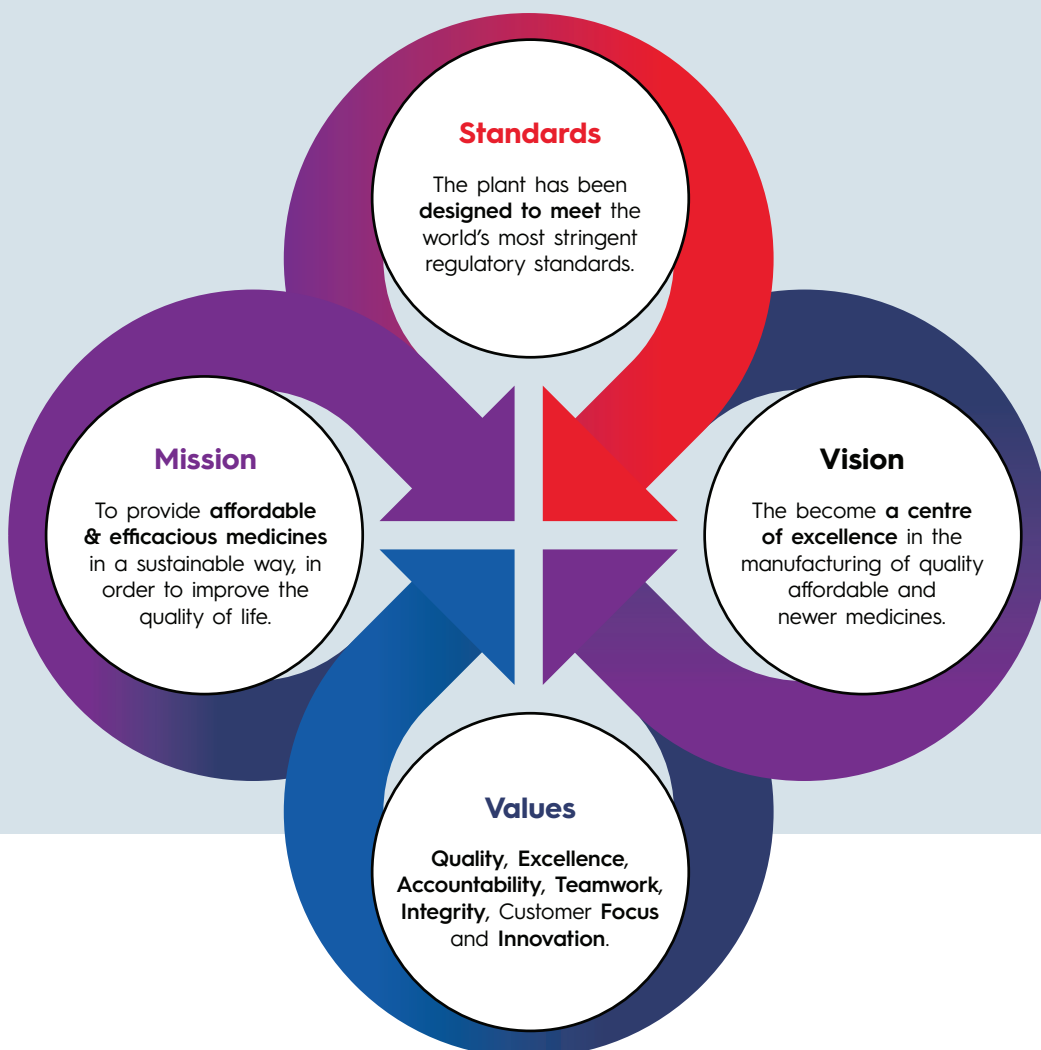 Standards
The plant has been
designed to meet the
world's most stringent
regulatory standards.
Mission
To provide affordable
& efficacious medicines
in a sustainable way, in
order to improve the
quality of life.
Vision
The become a centre
of excellence in the
manufacturing of quality
affordable and
newer medicines.
Values
Quality, Excellence,
Accountability, Teamwork,
Integrity, Customer Focus
and Innovation.